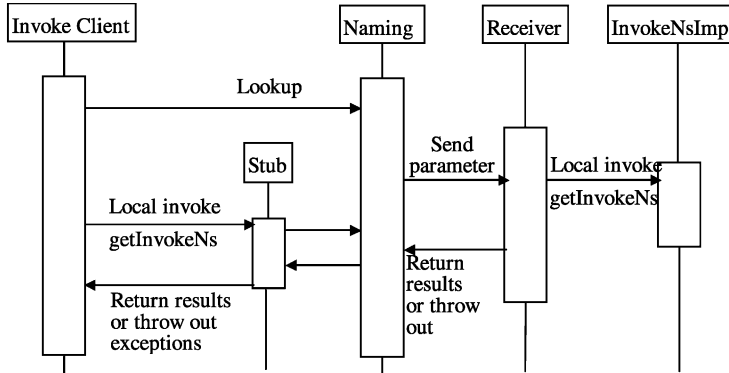 Invoke Client
Naming
Receiver
InvokeNsImp
Lookup
Stub
Send
parameter
Local invoke
getInvokeNs
Local invoke
getInvokeNs
Return results
or throw out
exceptions
Return
results
or throw
out